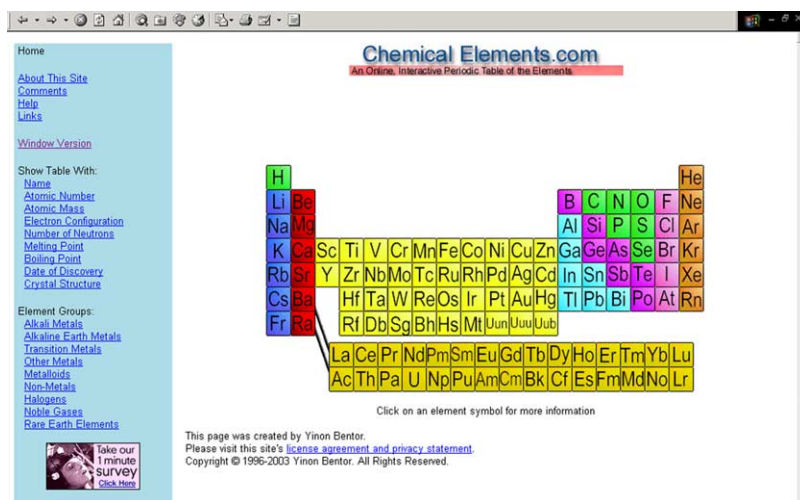 Home
About This Site
Comments
Help
Links
Window Version
Show Table With:
Name
Atomic Number
Atomic Mass
Electron Configuration
Number of Neutrons
Melting Point
Boiling Point
Date of Discovery
Crystal Structure
Element Groups:
Alkali Metals
Alkaline Earth Metals
Transition Metals
Other Metals
Metalloids
Non-Metals
Halogens
Noble Gases
Rare Earth Elements
Take our
1 minute
survey
Click Here
Chemical Elements.com
An Online, Interactive Periodic Table of the Elements
H He
Li Be B C N O F Ne
Na Mg Al Si P S Cl Ar
K Ca Sc Ti V Cr Mn Fe Co Ni Cu Zn Ga Ge As Se Br Kr
Rb Sr Y Zr Nb Mo Tc Ru Rh Pd Ag Cd In Sn Sb Te I Xe
Cs Ba Hf Ta W Re Os Ir Pt Au Hg Tl Pb Bi Po At Rn
Fr Ra Rf Db Sg Bh Hs Mt Uun Uuu Uub
La Ce Pr Nd Pm Sm Eu Gd Tb Dy Ho Er Tm Yb Lu
Ac Th Pa U Np Pu Am Cm Bk Cf Es Fm Md No Lr
Click on an element symbol for more information
This page was created by Yinon Bentor.
Please visit this site's license agreement and privacy statement.
Copyright © 1996-2003 Yinon Bentor. All Rights Reserved.